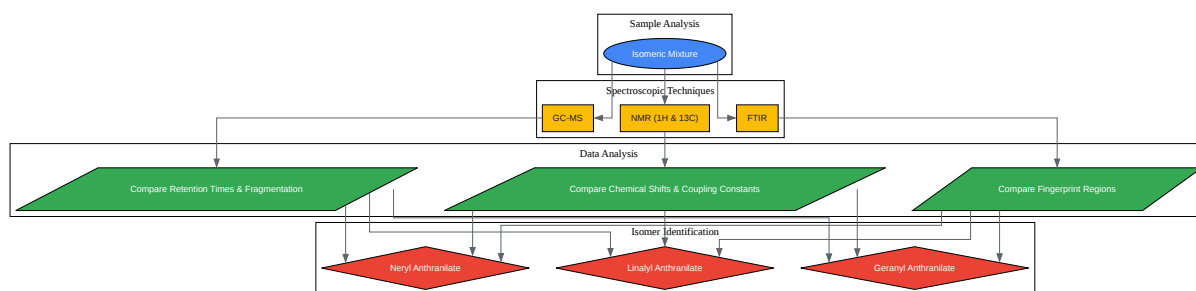 Sample Analysis
Isomeric Mixture
Spectroscopic Techniques
GC-MS
NMR (1H & 13C)
FTIR
Data Analysis
Compare Retention Times & Fragmentation
Compare Chemical Shifts & Coupling Constants
Compare Fingerprint Regions
Isomer Identification
Neryl Anthranilate
Linalyl Anthranilate
Geranyl Anthranilate